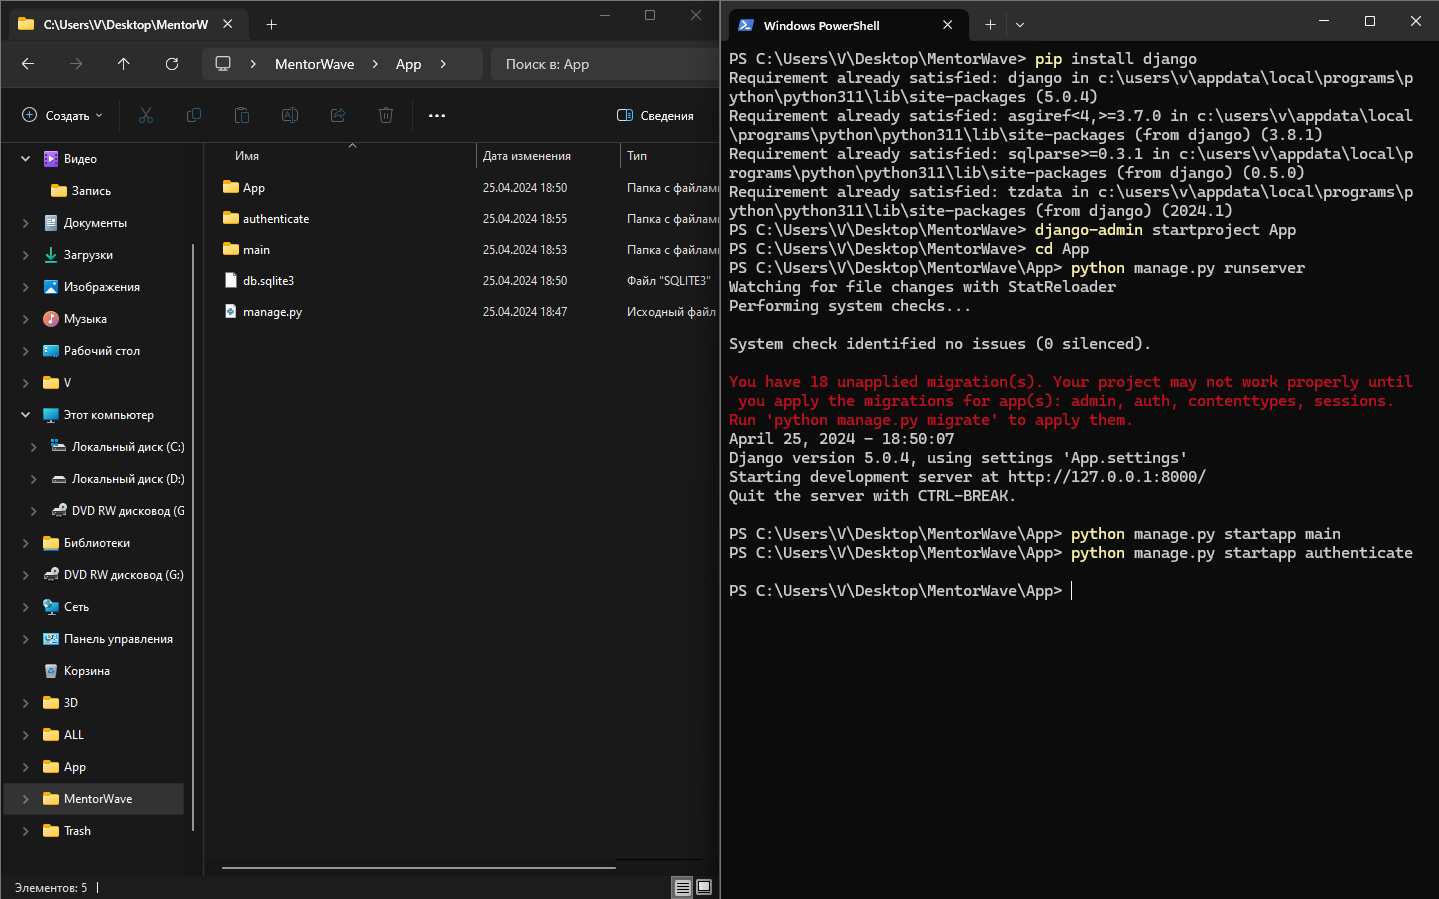 C:\Users\V\Desktop\MentorW
MentorWave
App
Поиск в: App
Создать
Сведения
Видео
Запись
Документы
Загрузки
Изображения
Музыка
Рабочий стол
V
Этот компьютер
Локальный диск (C:)
Локальный диск (D:)
DVD RW дисковод (G
Библиотеки
DVD RW дисковод (G:)
Сеть
Панель управления
Корзина
3D
ALL
App
MentorWave
Trash
Имя Дата изменения Тип
App 25.04.2024 18:50 Папка с файлами
authenticate 25.04.2024 18:55 Папка с файлами
main 25.04.2024 18:53 Папка с файлами
db.sqlite3 25.04.2024 18:50 Файл "SQLITE3"
manage.py 25.04.2024 18:47 Исходный файл
Элементов: 5
Windows PowerShell
PS C:\Users\V\Desktop\MentorWave> pip install django
Requirement already satisfied: django in c:\users\v\appdata\local\programs\p
ython\python311\lib\site-packages (5.0.4)
Requirement already satisfied: asgiref<4,>=3.7.0 in c:\users\v\appdata\local
\programs\python\python311\lib\site-packages (from django) (3.8.1)
Requirement already satisfied: sqlparse>=0.3.1 in c:\users\v\appdata\local\p
rograms\python\python311\lib\site-packages (from django) (0.5.0)
Requirement already satisfied: tzdata in c:\users\v\appdata\local\programs\p
ython\python311\lib\site-packages (from django) (2024.1)
PS C:\Users\V\Desktop\MentorWave> django-admin startproject App
PS C:\Users\V\Desktop\MentorWave> cd App
PS C:\Users\V\Desktop\MentorWave\App> python manage.py runserver
Watching for file changes with StatReloader
Performing system checks...
System check identified no issues (0 silenced).
You have 18 unapplied migration(s). Your project may not work properly until
you apply the migrations for app(s): admin, auth, contenttypes, sessions.
Run 'python manage.py migrate' to apply them.
April 25, 2024 - 18:50:07
Django version 5.0.4, using settings 'App.settings'
Starting development server at http://127.0.0.1:8000/
Quit the server with CTRL-BREAK.
PS C:\Users\V\Desktop\MentorWave\App> python manage.py startapp main
PS C:\Users\V\Desktop\MentorWave\App> python manage.py startapp authenticate
PS C:\Users\V\Desktop\MentorWave\App>